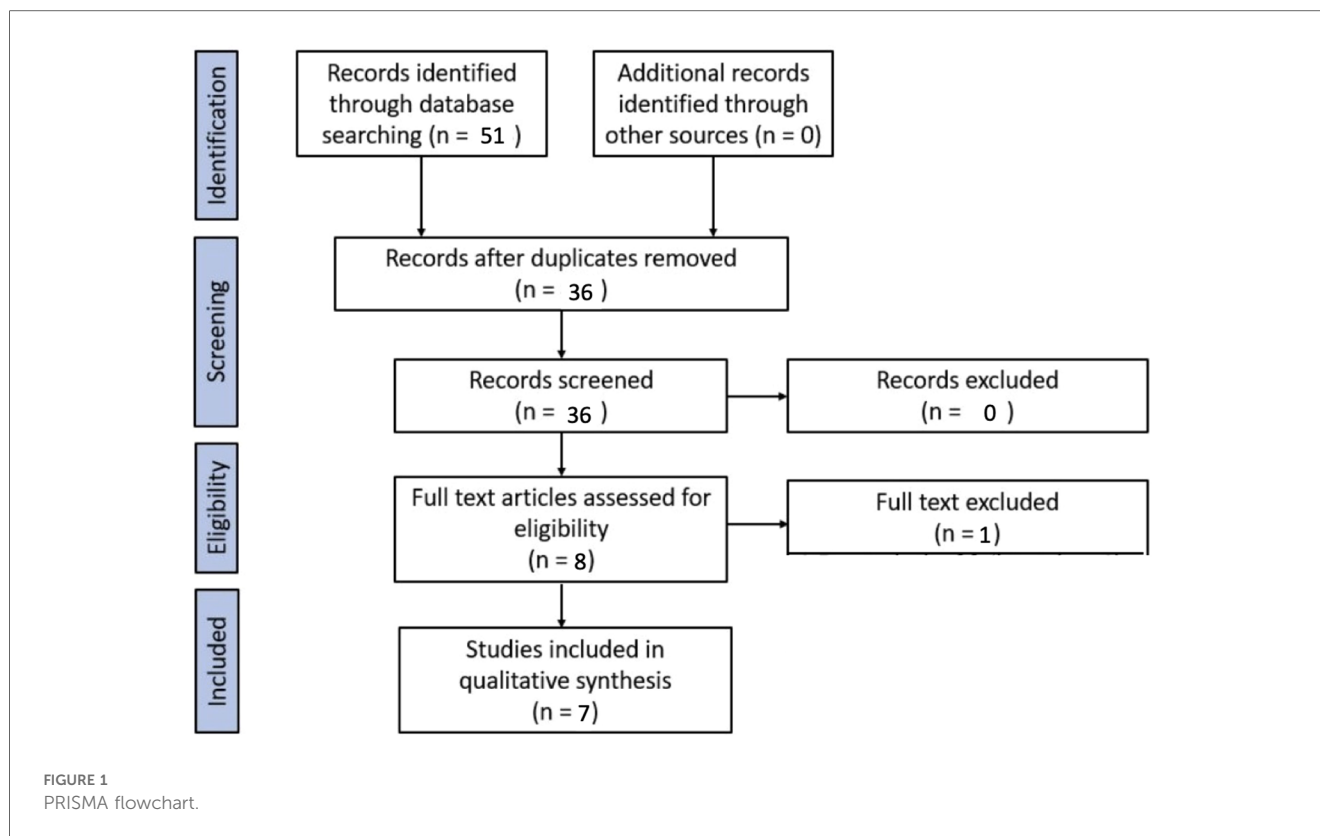 Identification
Records identified
through database
searching (n = 51 )
Additional records
identified through
other sources (n = 0)
Screening
Records after duplicates removed
(n = 36 )
Records screened
(n = 36 )
Records excluded
(n = 0 )
Eligibility
Full text articles assessed for
eligibility
(n = 8)
Full text excluded
(n = 1)
Included
Studies included in
qualitative synthesis
(n = 7)
FIGURE 1
PRISMA flowchart.